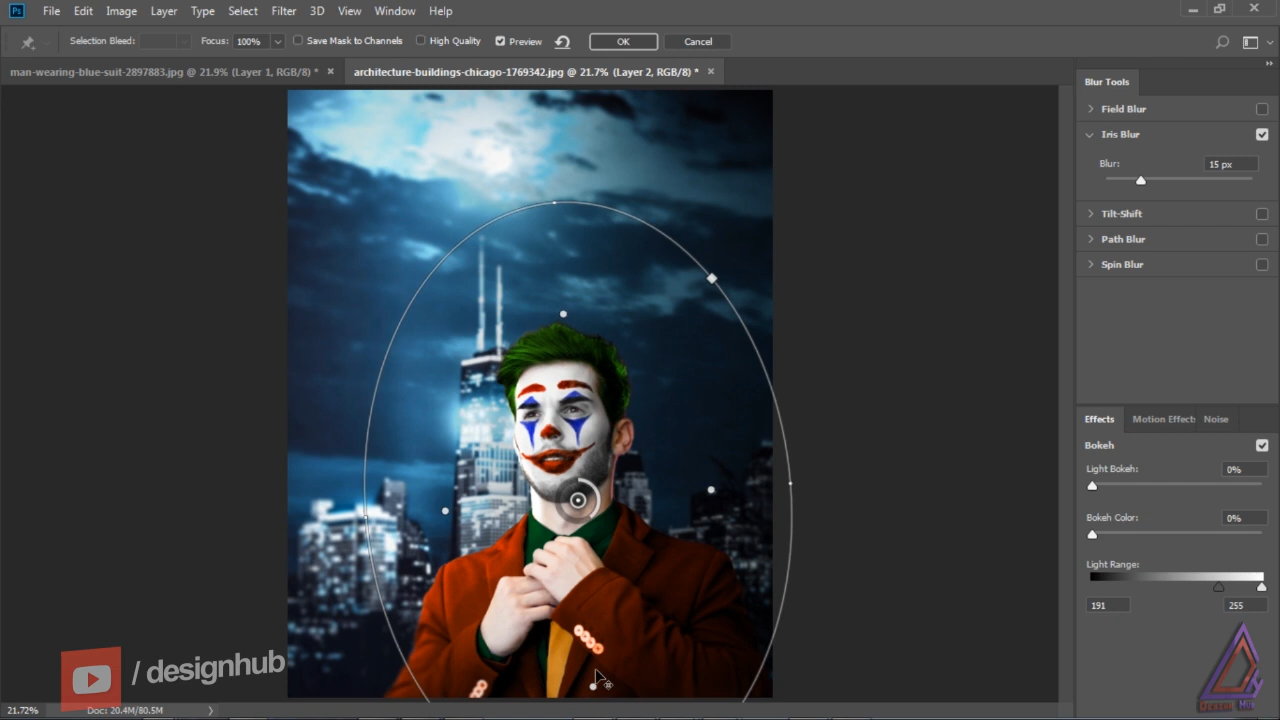 Ps File Edit Image Layer Type Select Filter 3D View Window Help
Selection Bleed: Focus: 100% Save Mask to Channels High Quality Preview OK Cancel
man-wearing-blue-suit-2897883.jpg @ 21.9% (Layer 1, RGB/8) * × architecture-buildings-chicago-1769342.jpg @ 21.7% (Layer 2, RGB/8) * ×
Blur Tools
Field Blur
Iris Blur
Blur: 15 px
Tilt-Shift
Path Blur
Spin Blur
Effects Motion Effects Noise
Bokeh
Light Bokeh: 0%
Bokeh Color: 0%
Light Range:
191 255
/ designhub
Design Hub
21.72% Doc: 20.4M/80.5M